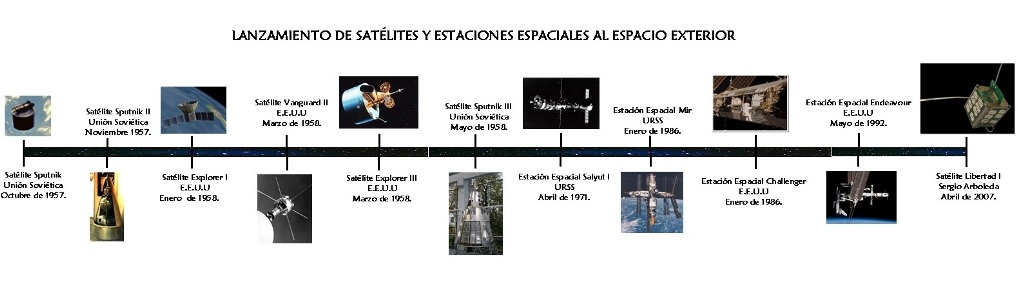 LANZAMIENTO DE SATÉLITES Y ESTACIONES ESPACIALES AL ESPACIO EXTERIOR
Satélite Sputnik
Unión Soviética
Octubre de 1957.
Satélite Sputnik II
Unión Soviética
Noviembre 1957.
Satélite Explorer I
E.E.U.U
Enero de 1958.
Satélite Vanguard II
E.E.U.U
Marzo de 1958.
Satélite Explorer III
E.E.U.U
Marzo de 1958.
Satélite Sputnik III
Unión Soviética
Mayo de 1958.
Estación Espacial Salyut I
URSS
Abril de 1971.
Estación Espacial Mir
URSS
Enero de 1986.
Estación Espacial Challenger
E.E.U.U
Enero de 1986.
Estación Espacial Endeavour
E.E.U.U
Mayo de 1992.
Satélite Libertad I
Sergio Arboleda
Abril de 2007.